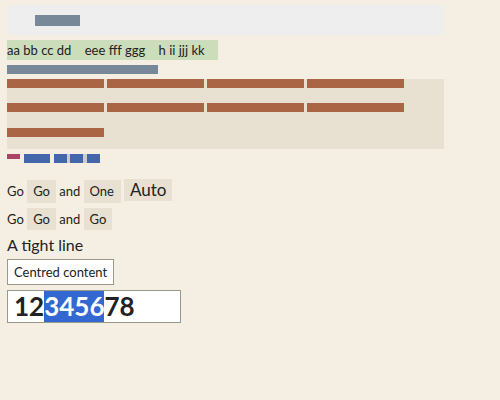 aa bb cc dd eee fff ggg h ii jjj kk
Go Go and One Auto
Go Go and Go
A tight line
Centred content
12345678